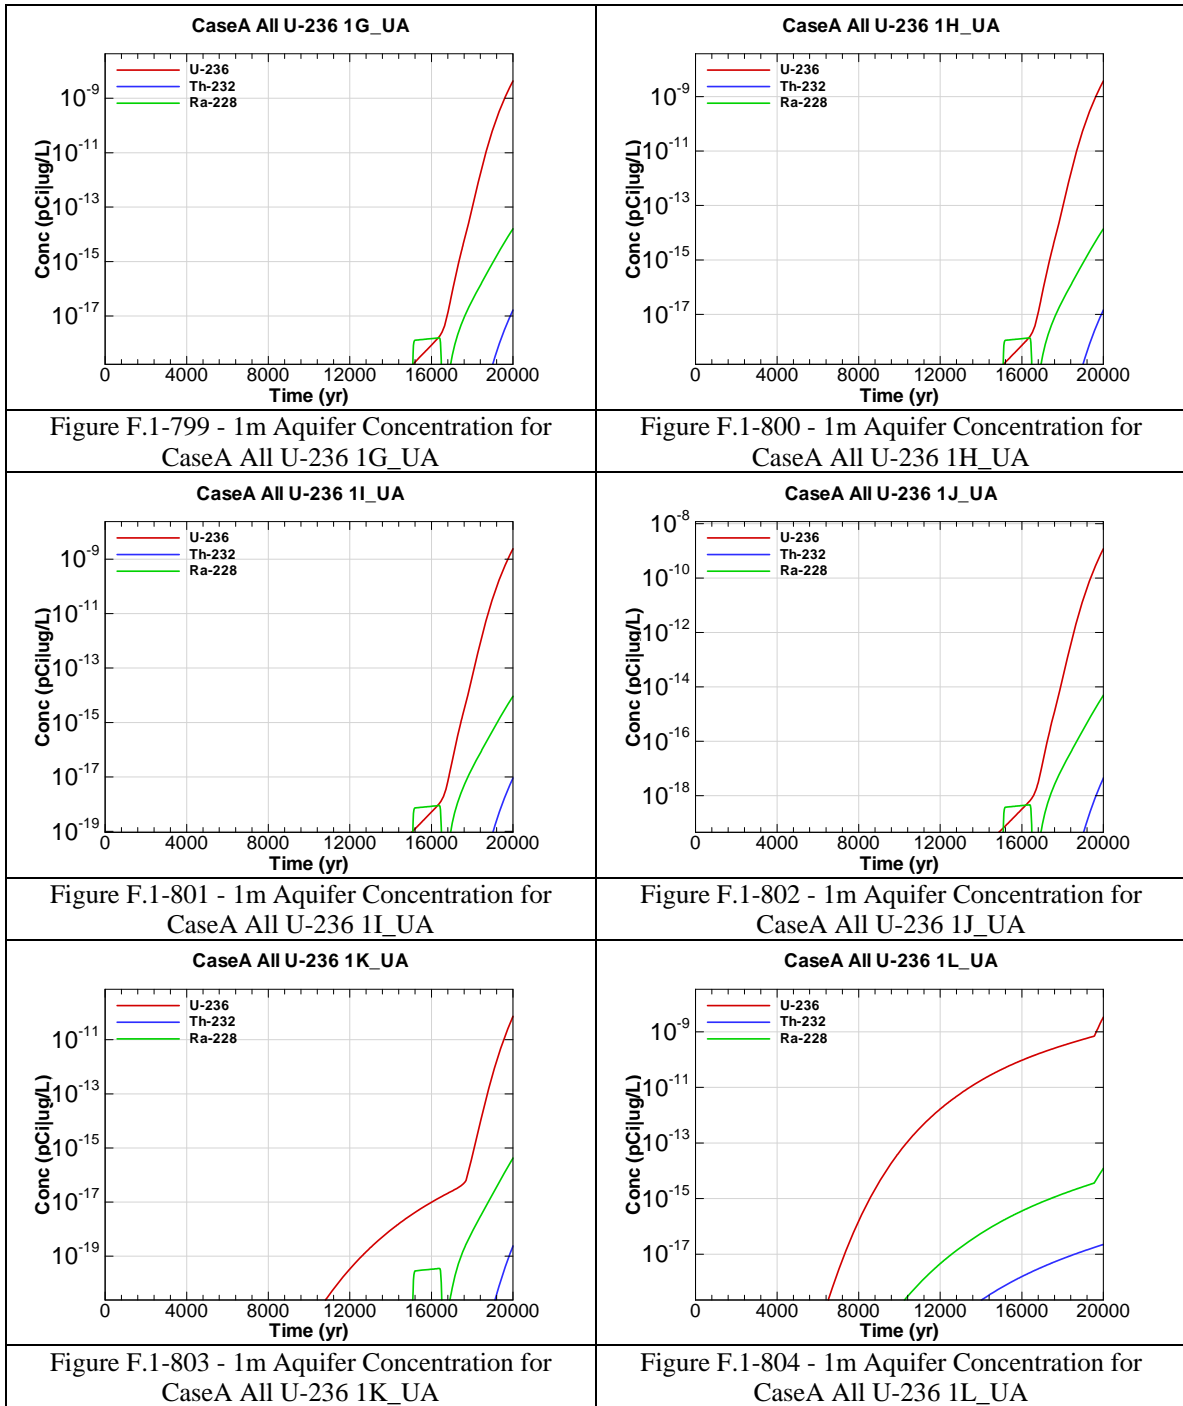 CaseA All U-236 1G_UA
U-236
Th-232
Ra-228
10^-9
10^-11
10^-13
10^-15
10^-17
Conc (pCi|ug/L)
0 4000 8000 12000 16000 20000
Time (yr)
Figure F.1-799 - 1m Aquifer Concentration for
CaseA All U-236 1G_UA
CaseA All U-236 1H_UA
U-236
Th-232
Ra-228
10^-9
10^-11
10^-13
10^-15
10^-17
Conc (pCi|ug/L)
0 4000 8000 12000 16000 20000
Time (yr)
Figure F.1-800 - 1m Aquifer Concentration for
CaseA All U-236 1H_UA
CaseA All U-236 1I_UA
U-236
Th-232
Ra-228
10^-9
10^-11
10^-13
10^-15
10^-17
10^-19
Conc (pCi|ug/L)
0 4000 8000 12000 16000 20000
Time (yr)
Figure F.1-801 - 1m Aquifer Concentration for
CaseA All U-236 1I_UA
CaseA All U-236 1J_UA
U-236
Th-232
Ra-228
10^-8
10^-10
10^-12
10^-14
10^-16
10^-18
Conc (pCi|ug/L)
0 4000 8000 12000 16000 20000
Time (yr)
Figure F.1-802 - 1m Aquifer Concentration for
CaseA All U-236 1J_UA
CaseA All U-236 1K_UA
U-236
Th-232
Ra-228
10^-11
10^-13
10^-15
10^-17
10^-19
Conc (pCi|ug/L)
0 4000 8000 12000 16000 20000
Time (yr)
Figure F.1-803 - 1m Aquifer Concentration for
CaseA All U-236 1K_UA
CaseA All U-236 1L_UA
U-236
Th-232
Ra-228
10^-9
10^-11
10^-13
10^-15
10^-17
Conc (pCi|ug/L)
0 4000 8000 12000 16000 20000
Time (yr)
Figure F.1-804 - 1m Aquifer Concentration for
CaseA All U-236 1L_UA